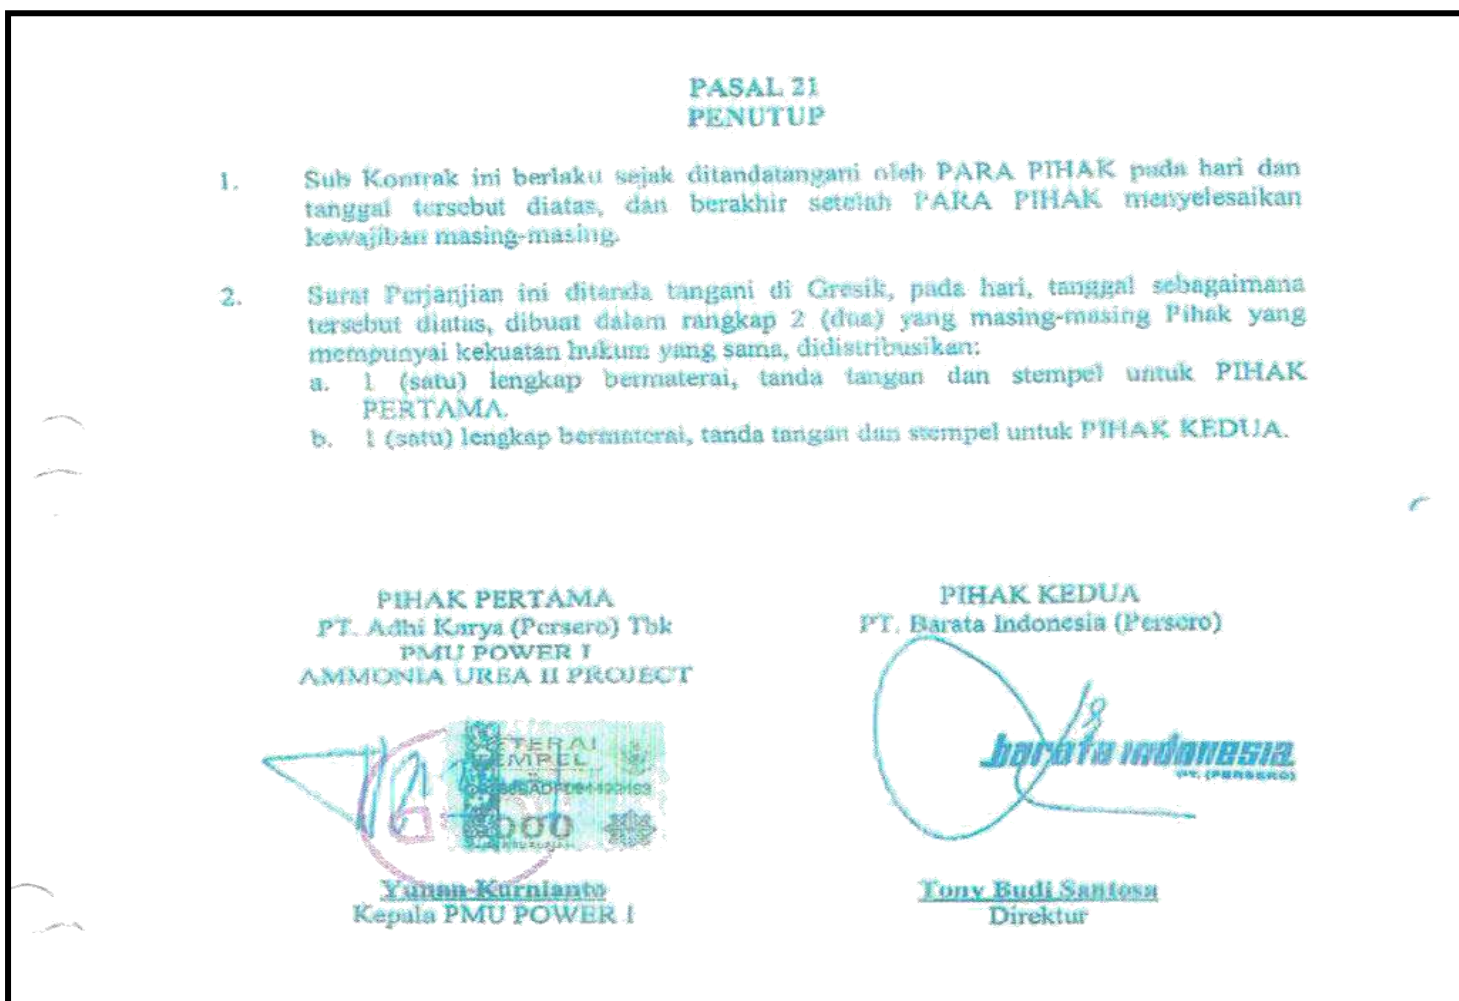 PASAL 21
PENUTUP
1. Sub Kontrak ini berlaku sejak ditandatangani oleh PARA PIHAK pada hari dan
tanggal tersebut diatas, dan berakhir setelah PARA PIHAK menyelesaikan
kewajiban masing-masing.
2. Surat Perjanjian ini ditanda tangani di Gresik, pada hari, tanggal sebagaimana
tersebut diatas, dibuat dalam rangkap 2 (dua) yang masing-masing Pihak yang
mempunyai kekuatan hukum yang sama, didistribusikan:
a. 1 (satu) lengkap bermaterai, tanda tangan dan stempel untuk PIHAK
PERTAMA.
b. 1 (satu) lengkap bermaterai, tanda tangan dan stempel untuk PIHAK KEDUA.
PIHAK PERTAMA
PT. Adhi Karya (Persero) Tbk
PMU POWER I
AMMONIA UREA II PROJECT
TERAI
EMPEL
000
Yunan Kurnianto
Kepala PMU POWER I
PIHAK KEDUA
PT. Barata Indonesia (Persero)
barata indonesia
PT. (PERSERO)
Tony Budi Santosa
Direktur